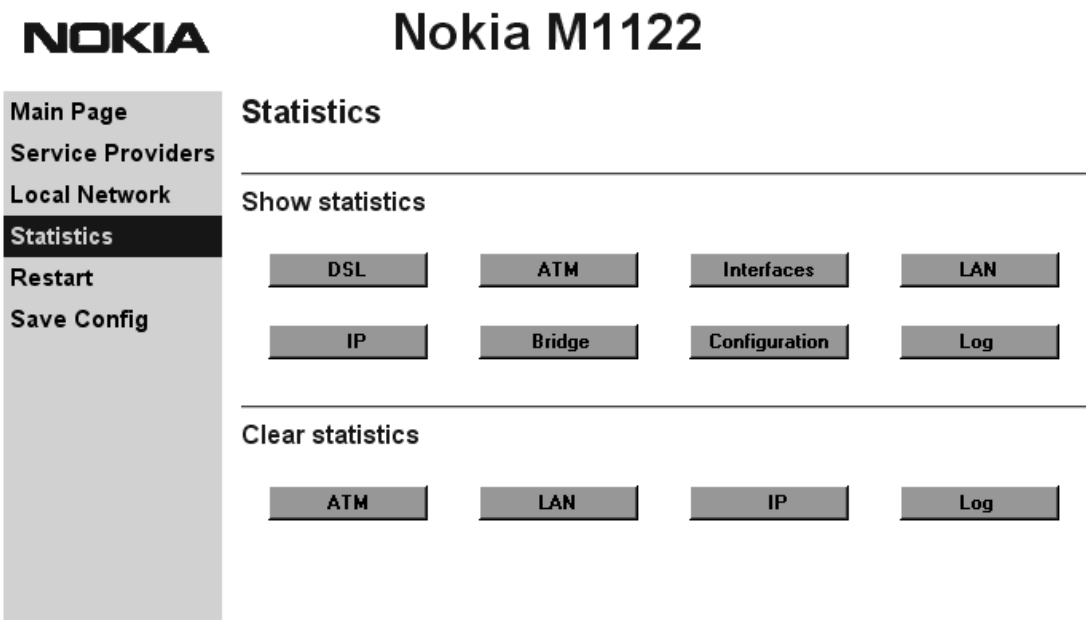 NOKIA
Nokia M1122
Main Page
Service Providers
Local Network
Statistics
Restart
Save Config
Statistics
Show statistics
DSL ATM Interfaces LAN
IP Bridge Configuration Log
Clear statistics
ATM LAN IP Log